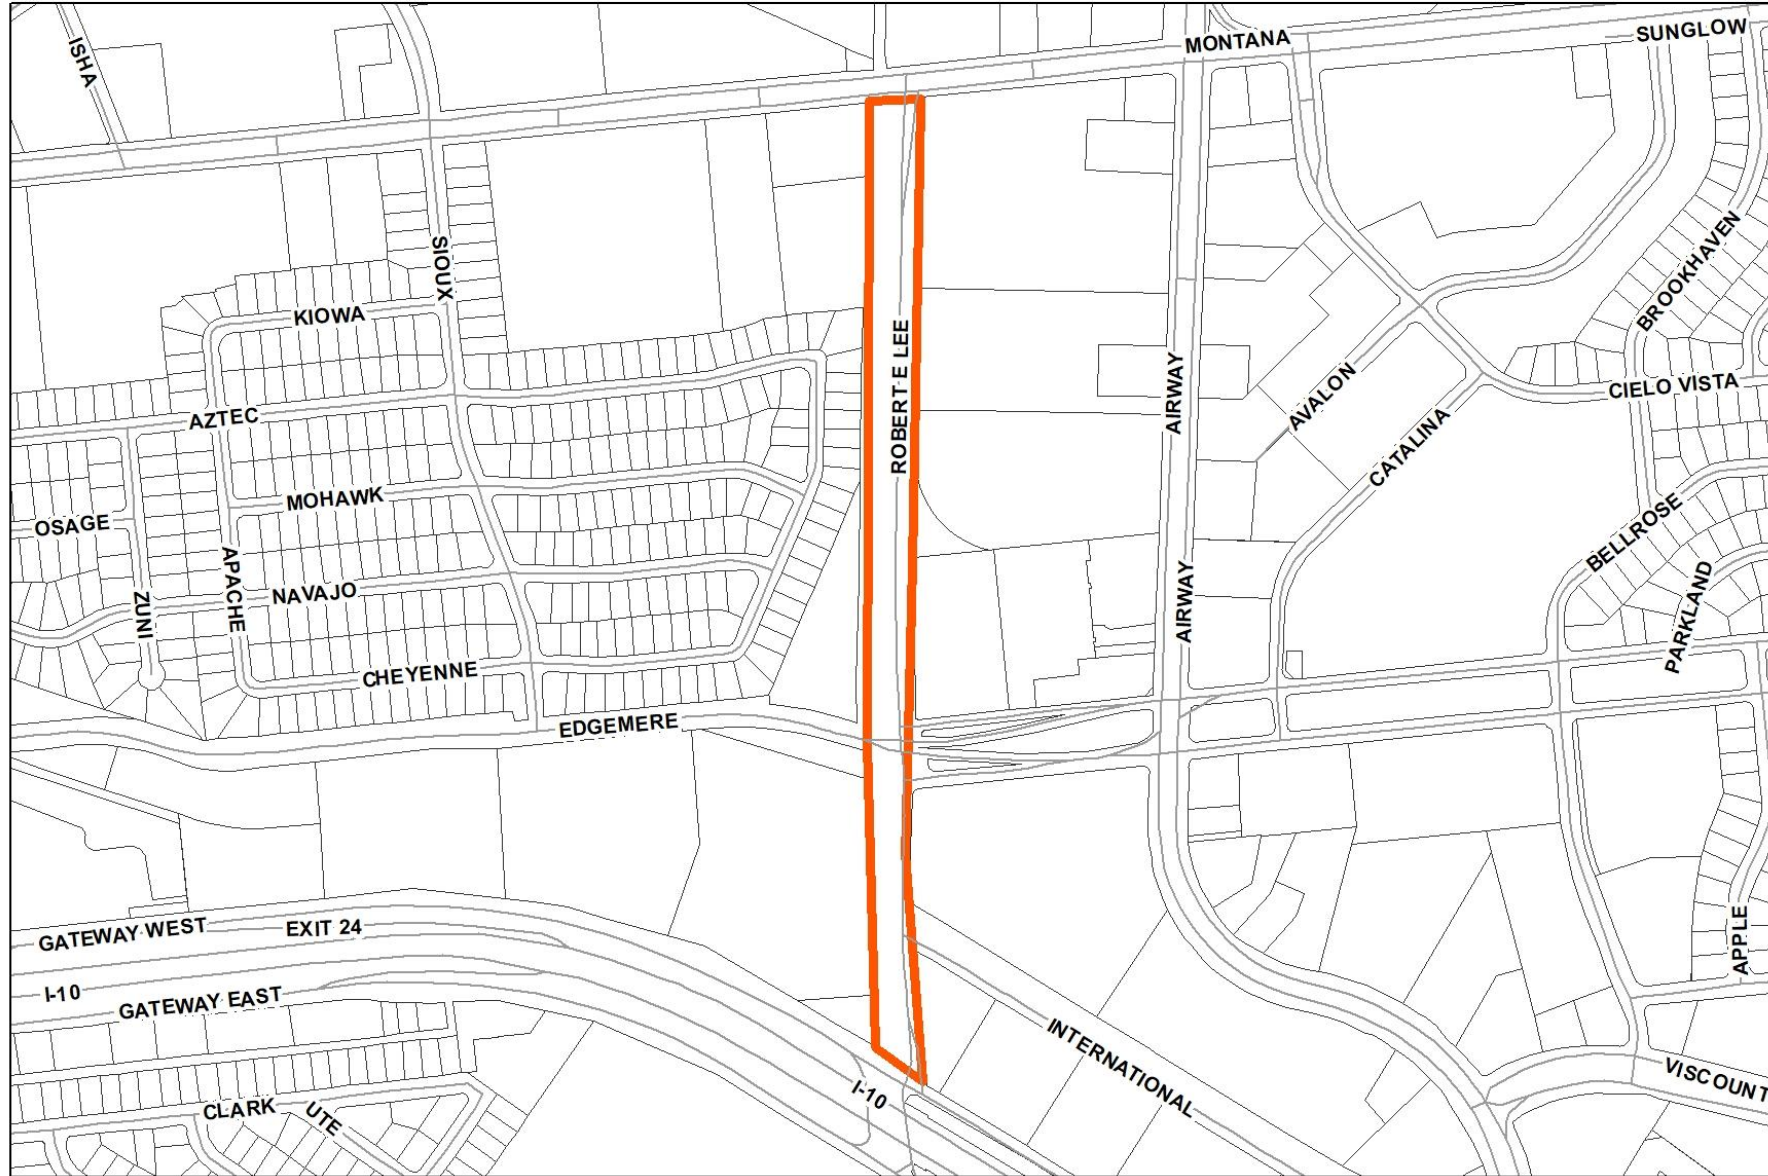 ISHA
MONTANA
SUNGLOW
SIOUX
BROOKHAVEN
KIOWA
ROBERT E LEE
AIRWAY
AVALON
CIELO VISTA
AZTEC
CATALINA
MOHAWK
OSAGE
BELLROSE
APACHE
NAVAJO
ZUNI
AIRWAY
PARKLAND
CHEYENNE
EDGEMERE
GATEWAY WEST
EXIT 24
APPLE
I-10
GATEWAY EAST
INTERNATIONAL
I-10
VISCOUNT
CLARK
UTE